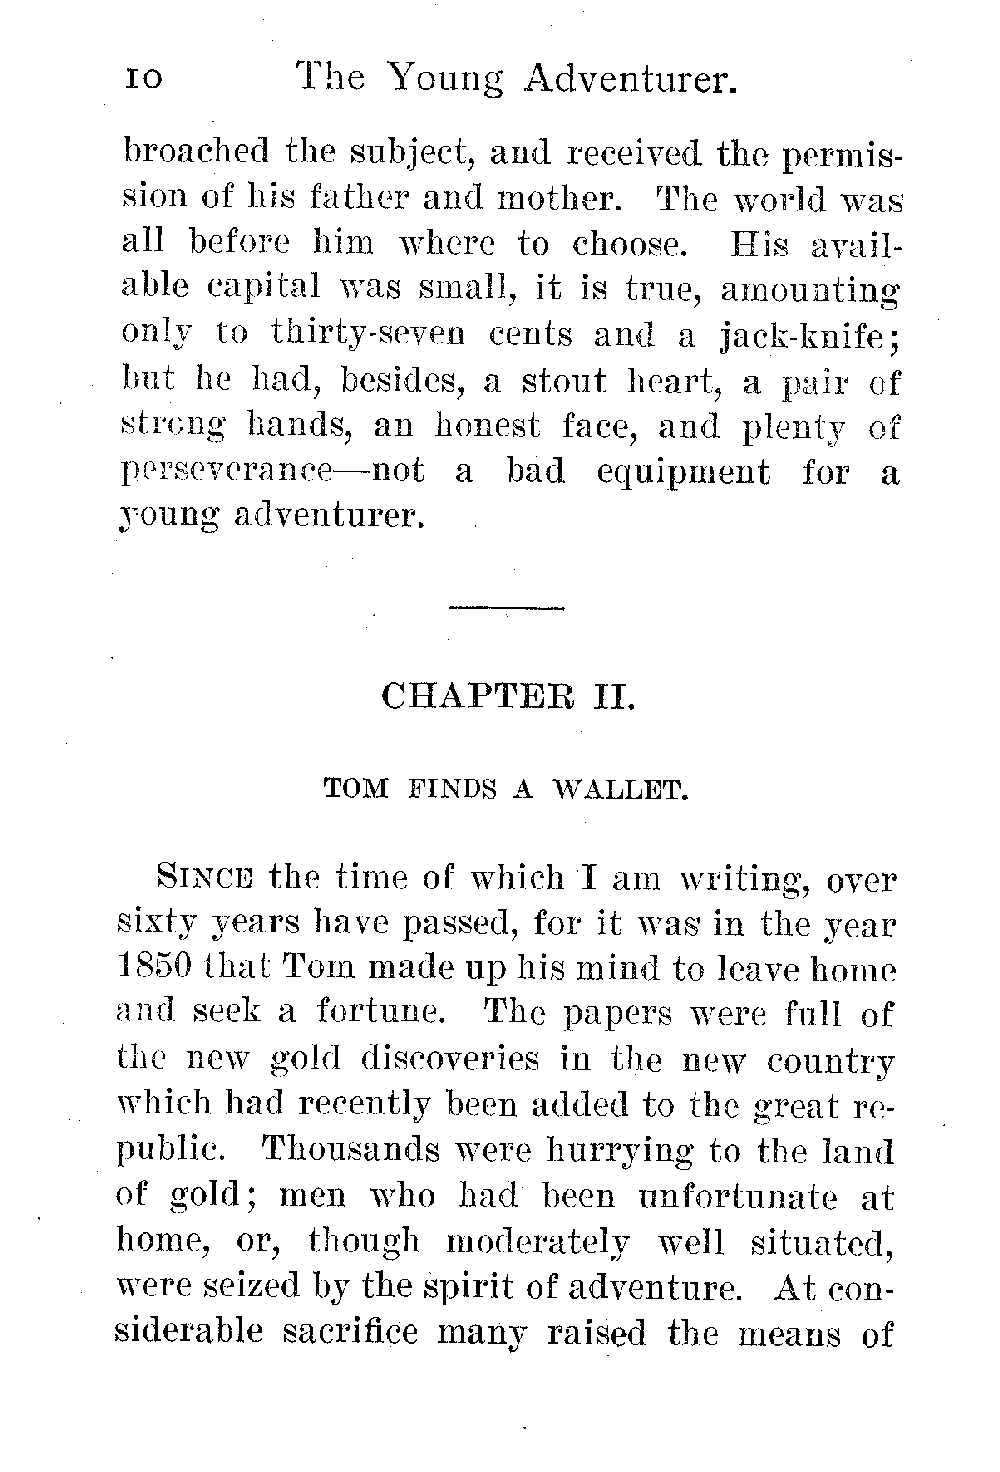 10 The Young Adventurer.
broached the subject, and received the permis-
sion of his father and mother. The world was
all before him where to choose. His avail-
able capital was small, it is true, amounting
only to thirty-seven cents and a jack-knife;
but he had, besides, a stout heart, a pair of
strong hands, an honest face, and plenty of
perseverance—not a bad equipment for a
young adventurer.
CHAPTER II.
TOM FINDS A WALLET.
SINCE the time of which I am writing, over
sixty years have passed, for it was in the year
1850 that Tom made up his mind to leave home
and seek a fortune. The papers were full of
the new gold discoveries in the new country
which had recently been added to the great re-
public. Thousands were hurrying to the land
of gold; men who had been unfortunate at
home, or, though moderately well situated,
were seized by the spirit of adventure. At con-
siderable sacrifice many raised the means of